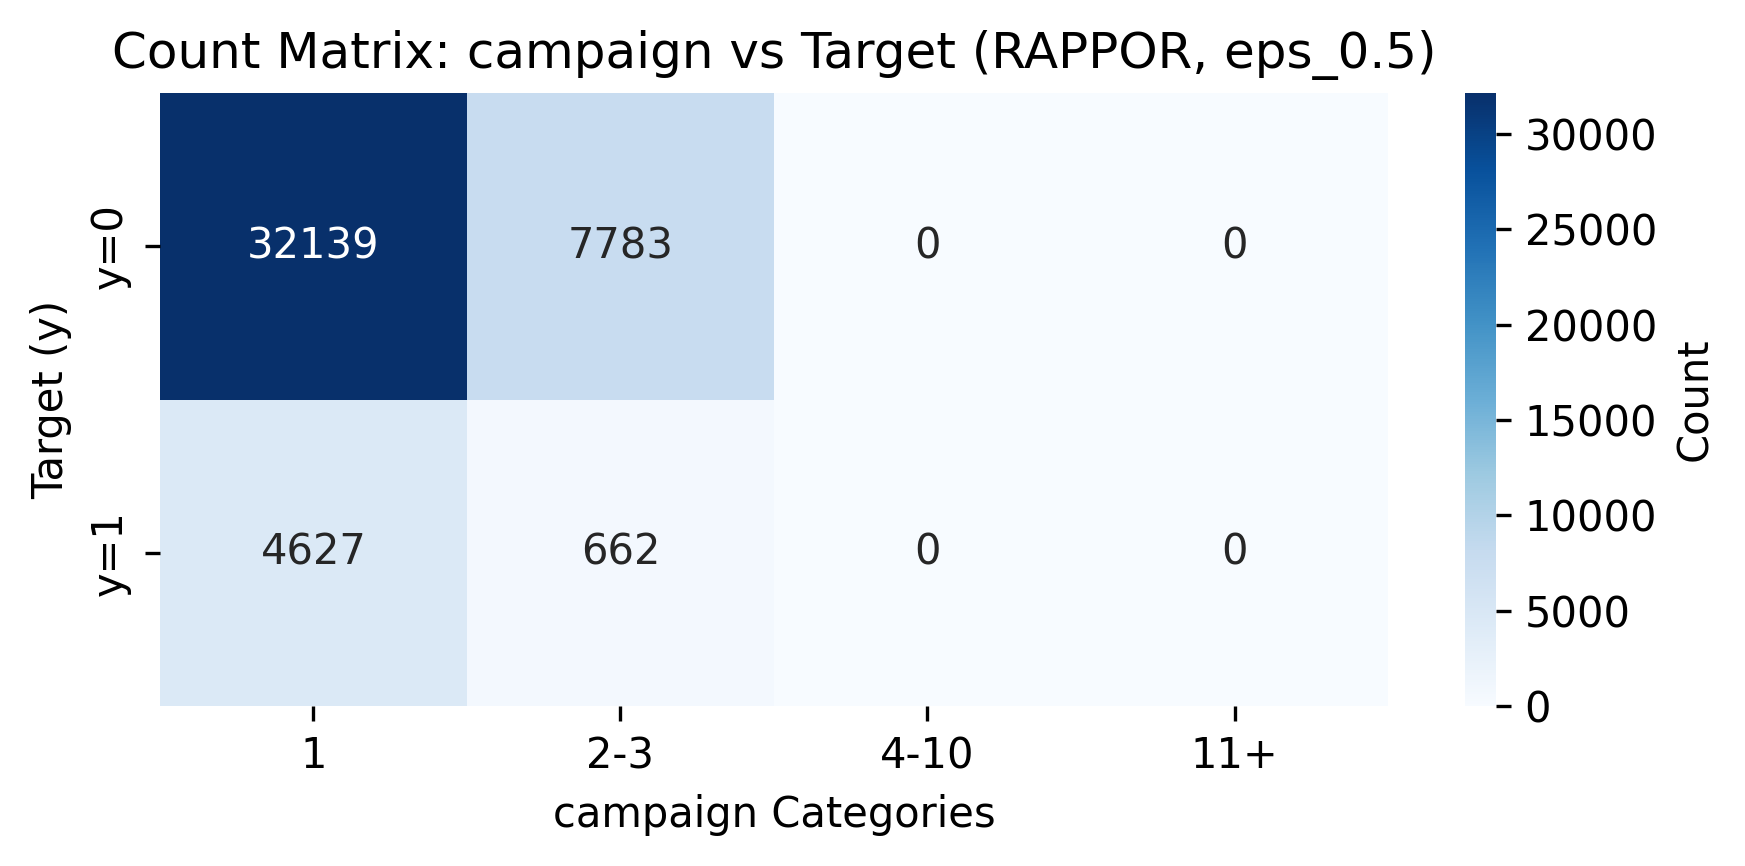 Count Matrix: campaign vs Target (RAPPOR, eps_0.5)
Target (y)
y=0
32139 7783 0 0
y=1
4627 662 0 0
1 2-3 4-10 11+
campaign Categories
30000
25000
20000
15000
10000
5000
0
Count